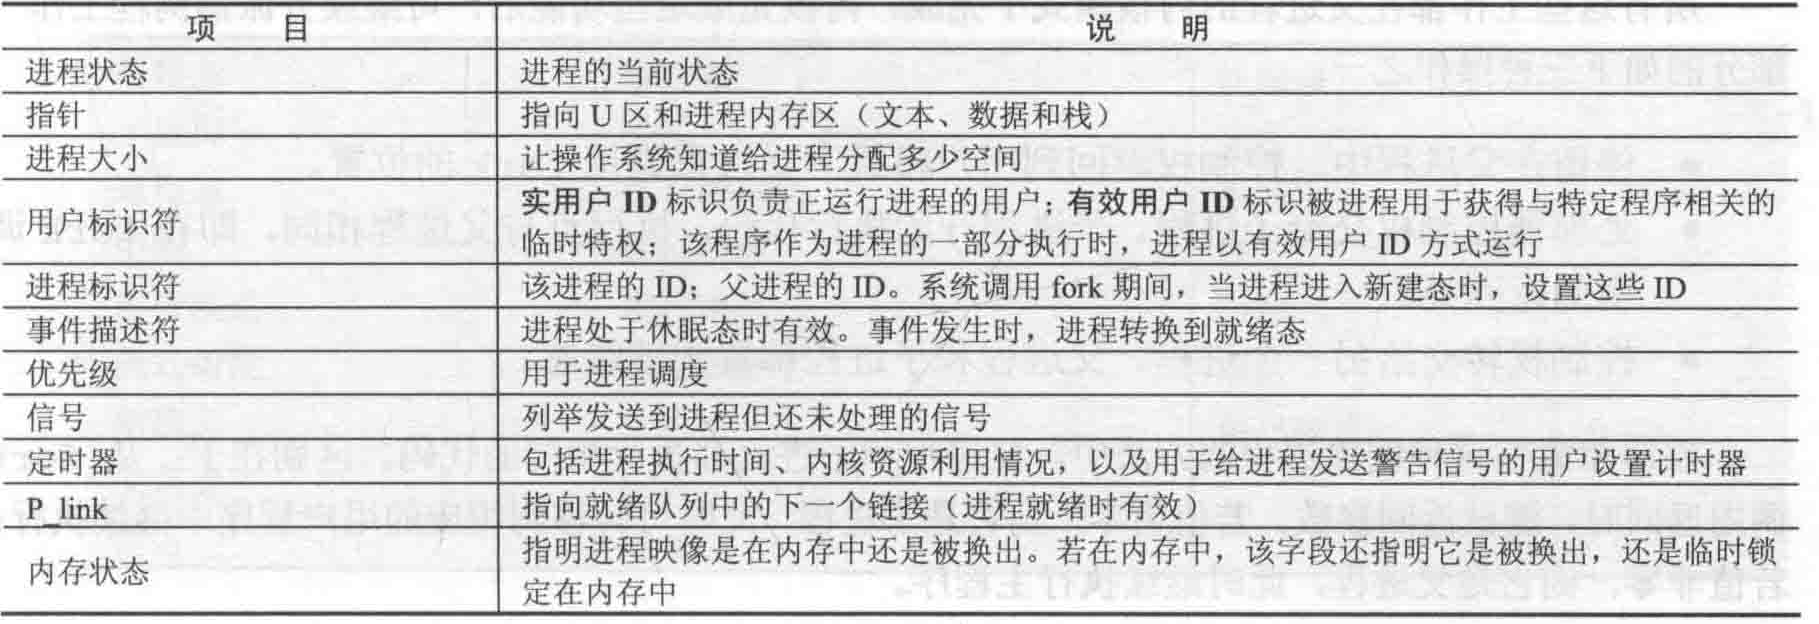 项 目 说 明
进程状态 进程的当前状态
指针 指向 U 区和进程内存区（文本、数据和栈）
进程大小 让操作系统知道给进程分配多少空间
用户标识符 实用户 ID 标识负责正运行进程的用户；有效用户 ID 标识被进程用于获得与特定程序相关的
临时特权；该程序作为进程的一部分执行时，进程以有效用户 ID 方式运行
进程标识符 该进程的 ID；父进程的 ID。系统调用 fork 期间，当进程进入新建态时，设置这些 ID
事件描述符 进程处于休眠态时有效。事件发生时，进程转换到就绪态
优先级 用于进程调度
信号 列举发送到进程但还未处理的信号
定时器 包括进程执行时间、内核资源利用情况，以及用于给进程发送警告信号的用户设置计时器
P_link 指向就绪队列中的下一个链接（进程就绪时有效）
内存状态 指明进程映像是在内存中还是被换出。若在内存中，该字段还指明它是被换出，还是临时锁
定在内存中